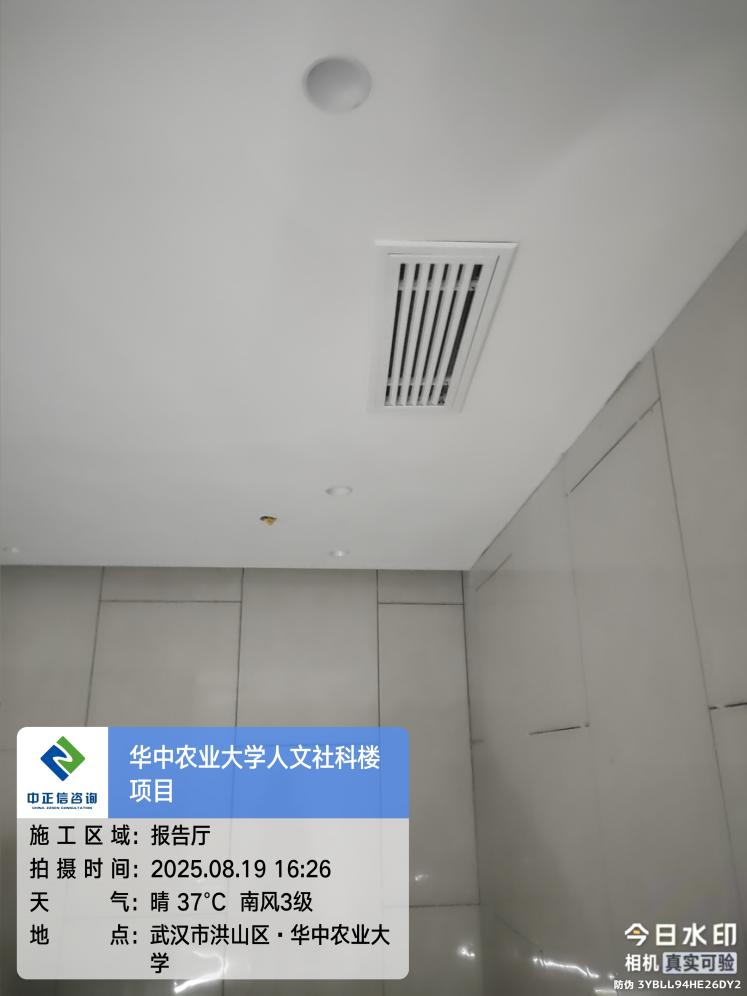 华中农业大学人文社科楼
项目
中正信咨询
CHINA ZZXIN CONSULTATION
施工区域：报告厅
拍摄时间：2025.08.19 16:26
天气：晴 37℃ 南风3级
地点：武汉市洪山区·华中农业大
学
今日水印
相机 真实可验
防伪 3YBLL94HE26DY2